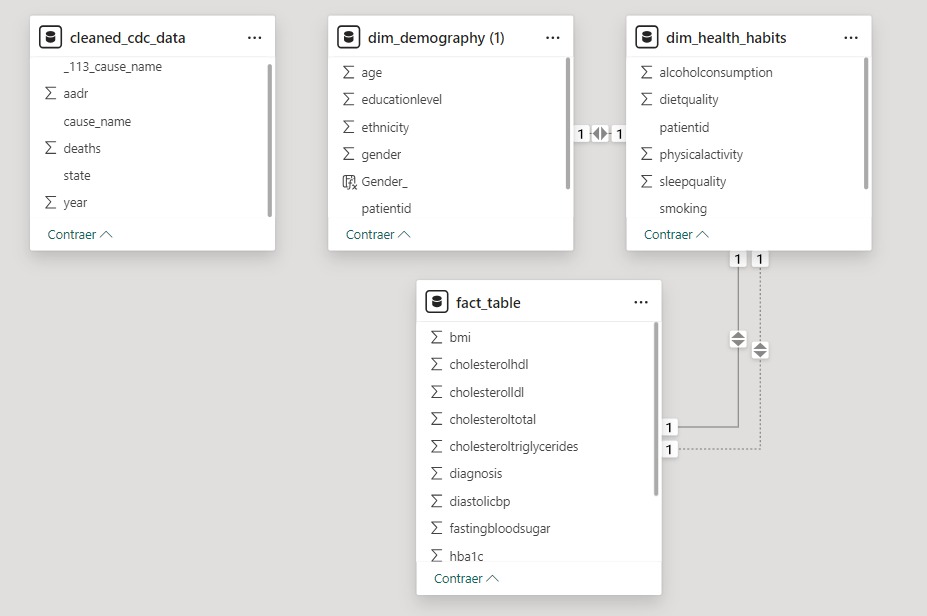 cleaned_cdc_data
_113_cause_name
aadr
cause_name
deaths
state
year
Contraer
dim_demography (1)
age
educationlevel
ethnicity
gender
Gender_
patientid
Contraer
1 1
dim_health_habits
alcoholconsumption
dietquality
patientid
physicalactivity
sleepquality
smoking
Contraer
1 1
fact_table
bmi
cholesterolhdl
cholesterolldl
cholesteroltotal
cholesteroltriglycerides
diagnosis
diastolicbp
fastingbloodsugar
hba1c
Contraer
1
1